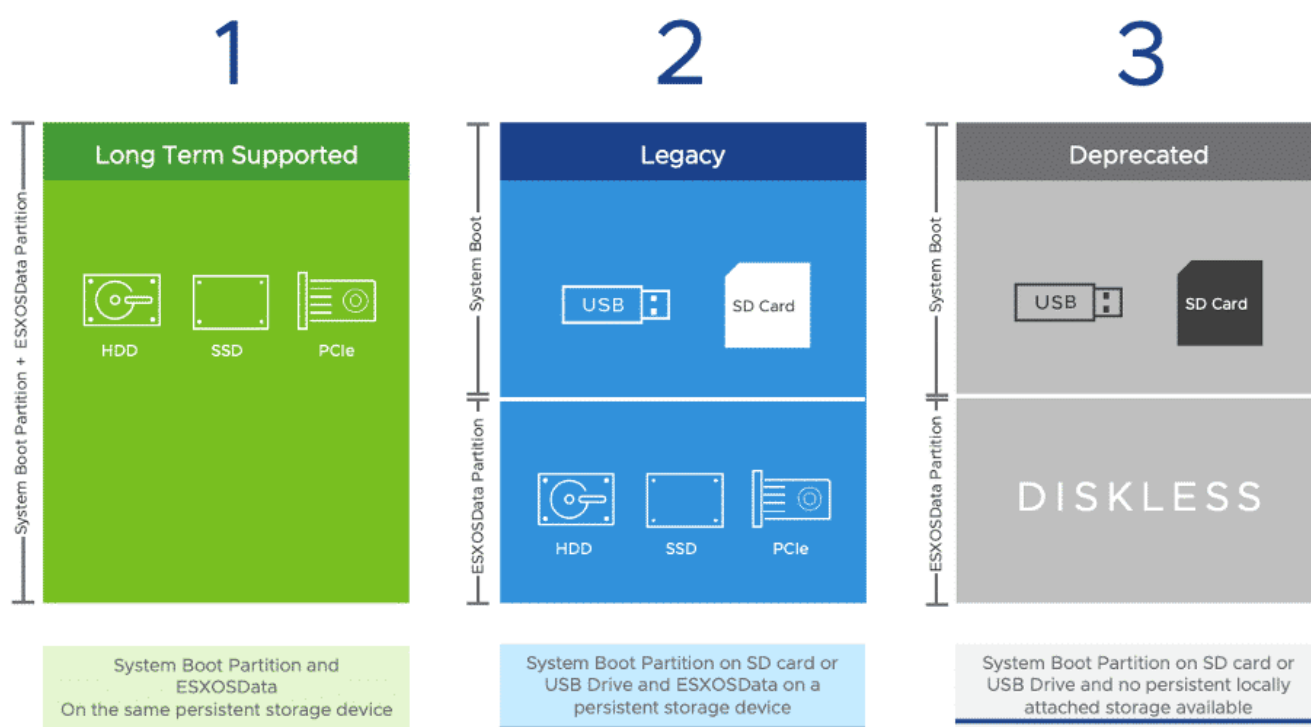 1
2
3
Long Term Supported
Legacy
Deprecated
System Boot Partition + ESXOSData Partition
HDD
SSD
PCIe
System Boot
USB
SD Card
ESXOSData Partition
HDD
SSD
PCIe
System Boot
USB
SD Card
ESXOSData Partition
DISKLESS
System Boot Partition and
ESXOSData
On the same persistent storage device
System Boot Partition on SD card or
USB Drive and ESXOSData on a
persistent storage device
System Boot Partition on SD card or
USB Drive and no persistent locally
attached storage available